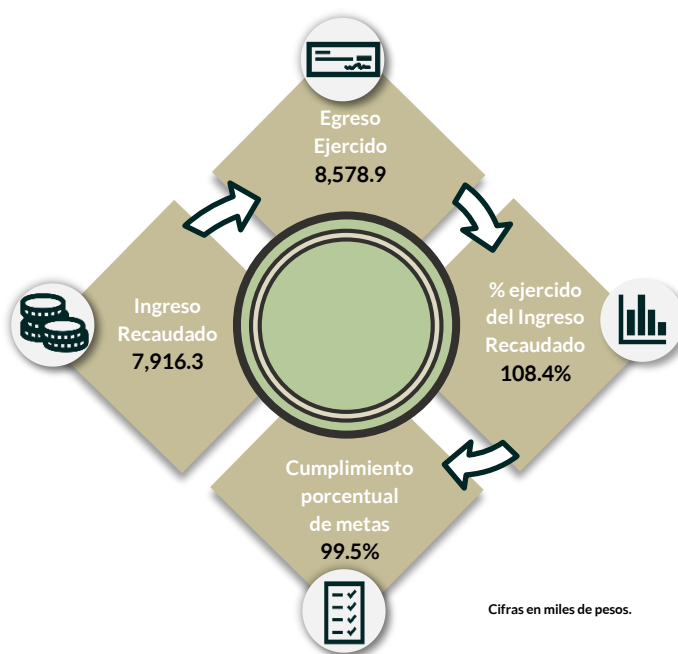 Egreso
Ejercido
8,578.9
Ingreso
Recaudado
7,916.3
% ejercido
del Ingreso
Recaudado
108.4%
Cumplimiento
porcentual
de metas
99.5%
Cifras en miles de pesos.